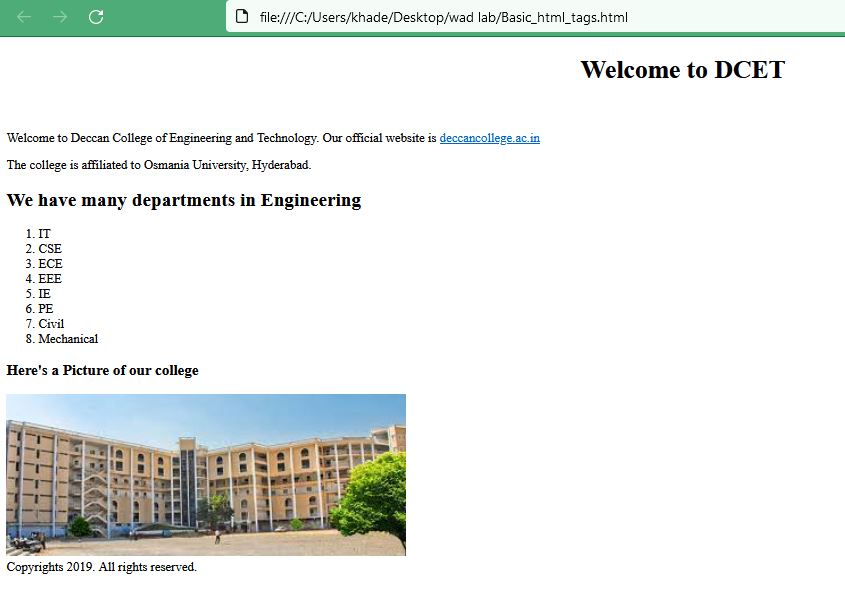 file:///C:/Users/khade/Desktop/wad lab/Basic_html_tags.html
Welcome to DCET
Welcome to Deccan College of Engineering and Technology. Our official website is deccancollege.ac.in
The college is affiliated to Osmania University, Hyderabad.
We have many departments in Engineering
1. IT
2. CSE
3. ECE
4. EEE
5. IE
6. PE
7. Civil
8. Mechanical
Here's a Picture of our college
Copyrights 2019. All rights reserved.